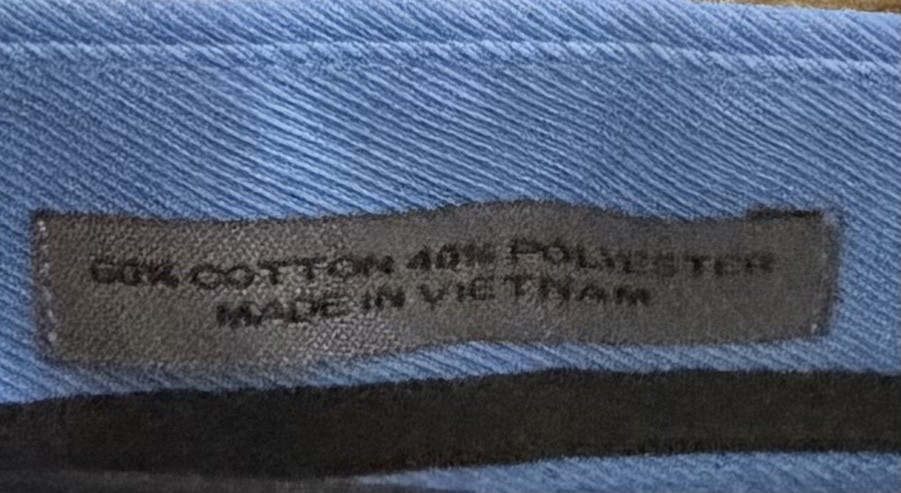 60% COTTON 40% POLYESTER
MADE IN VIETNAM